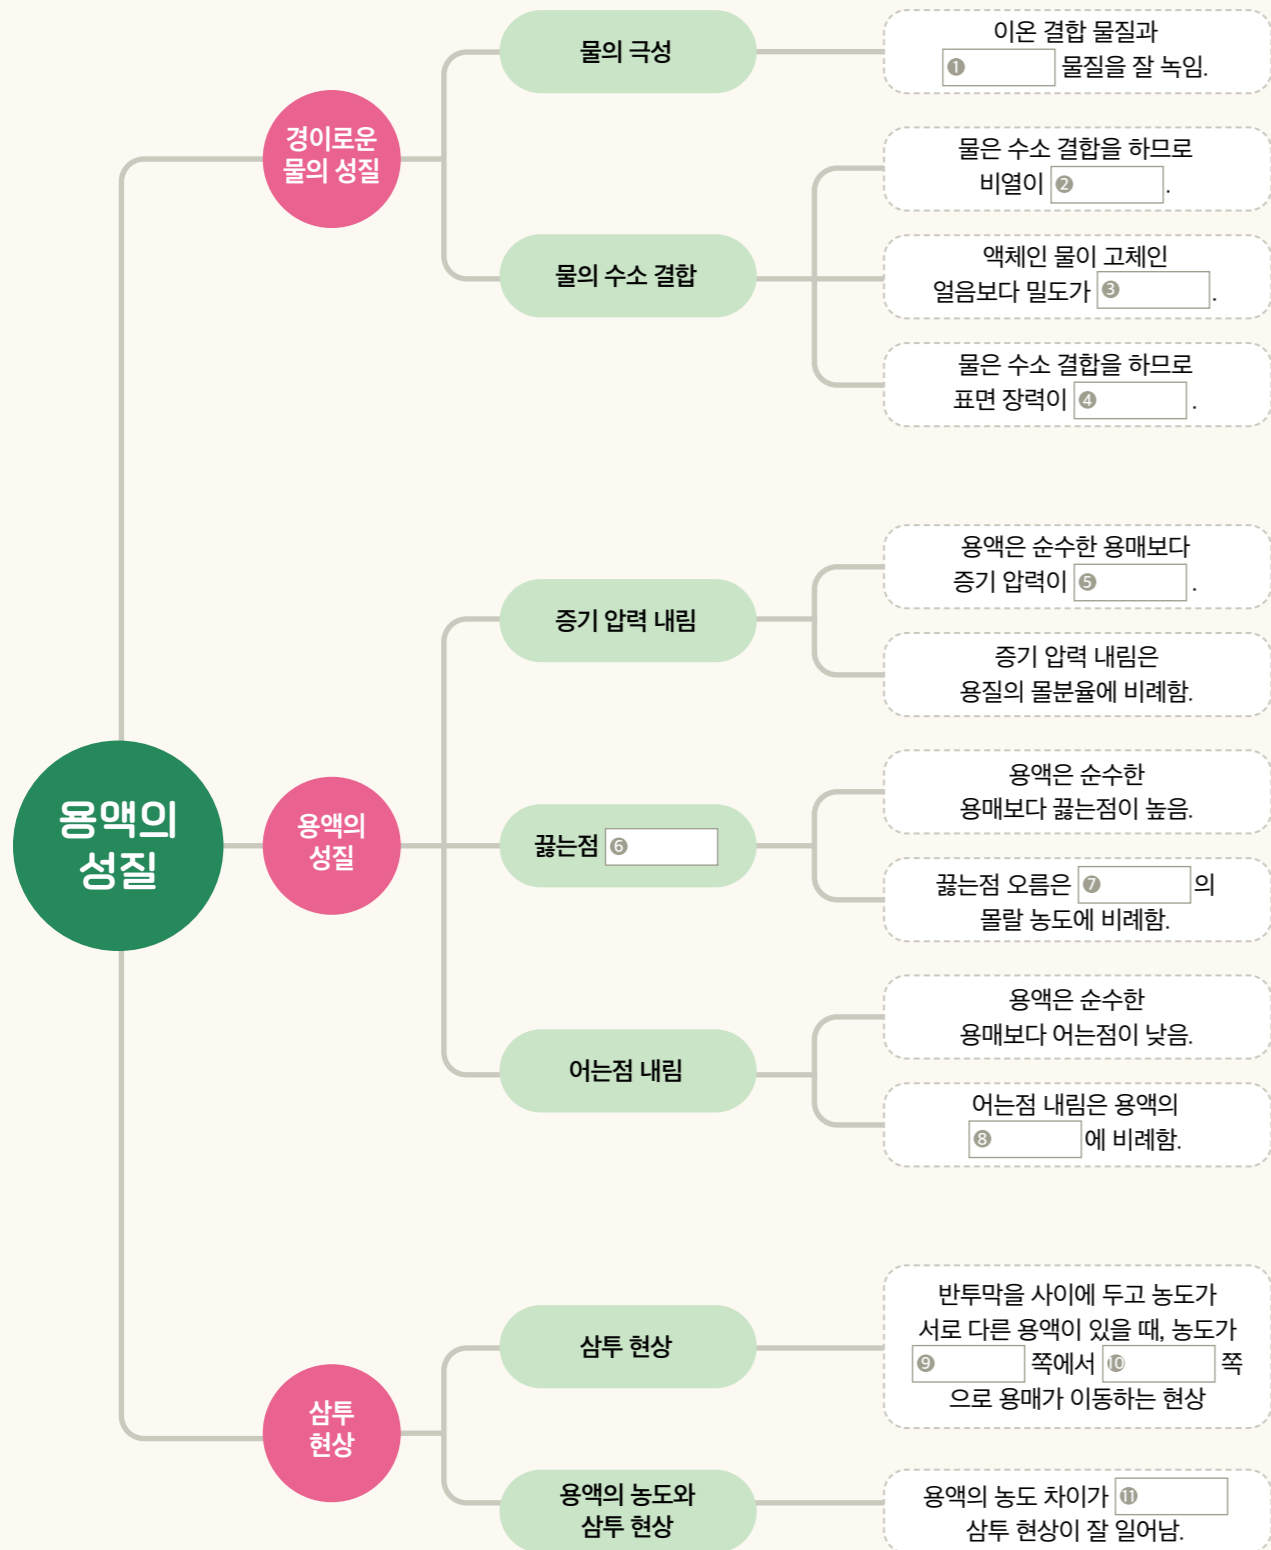 물의 극성
이온 결합 물질과
❶ 물질을 잘 녹임.
경이로운
물의 성질
물의 수소 결합
물은 수소 결합을 하므로
비열이 ❷ .
액체인 물이 고체인
얼음보다 밀도가 ❸ .
물은 수소 결합을 하므로
표면 장력이 ❹ .
용액의
성질
용액의
성질
증기 압력 내림
용액은 순수한 용매보다
증기 압력이 ❺ .
증기 압력 내림은
용질의 몰분율에 비례함.
끓는점 ❻
용액은 순수한
용매보다 끓는점이 높음.
끓는점 오름은 ❼ 의
몰랄 농도에 비례함.
어는점 내림
용액은 순수한
용매보다 어는점이 낮음.
어는점 내림은 용액의
❽ 에 비례함.
삼투
현상
삼투 현상
반투막을 사이에 두고 농도가
서로 다른 용액이 있을 때, 농도가
❾ 쪽에서 ❿ 쪽
으로 용매가 이동하는 현상
용액의 농도와
삼투 현상
용액의 농도 차이가 ⓫
삼투 현상이 잘 일어남.